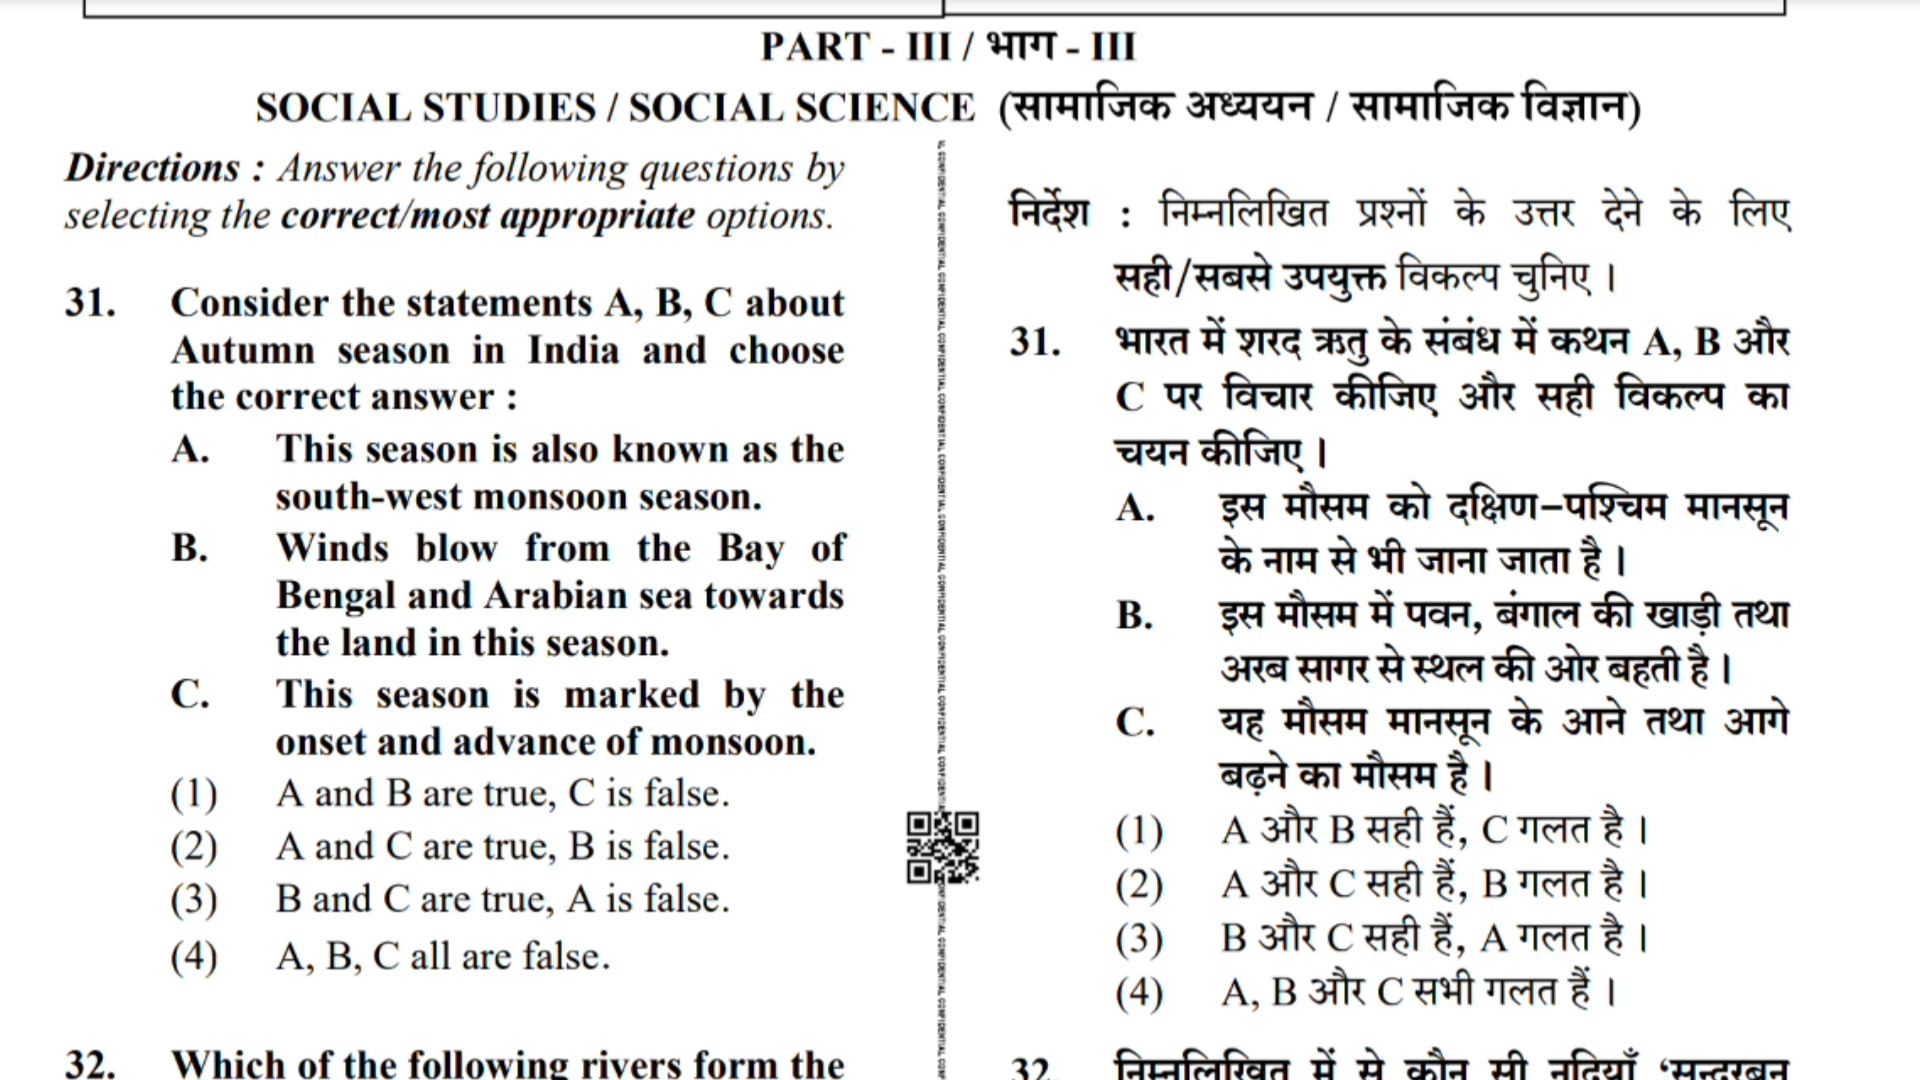 PART - III / भाग - III
SOCIAL STUDIES / SOCIAL SCIENCE (सामाजिक अध्ययन / सामाजिक विज्ञान)
Directions : Answer the following questions by
selecting the correct/most appropriate options.
31. Consider the statements A, B, C about
Autumn season in India and choose
the correct answer :
A. This season is also known as the
south-west monsoon season.
B. Winds blow from the Bay of
Bengal and Arabian sea towards
the land in this season.
C. This season is marked by the
onset and advance of monsoon.
(1) A and B are true, C is false.
(2) A and C are true, B is false.
(3) B and C are true, A is false.
(4) A, B, C all are false.
32. Which of the following rivers form the
निर्देश : निम्नलिखित प्रश्नों के उत्तर देने के लिए
सही/सबसे उपयुक्त विकल्प चुनिए ।
31. भारत में शरद ऋतु के संबंध में कथन A, B और
C पर विचार कीजिए और सही विकल्प का
चयन कीजिए ।
A. इस मौसम को दक्षिण-पश्चिम मानसून
के नाम से भी जाना जाता है ।
B. इस मौसम में पवन, बंगाल की खाड़ी तथा
अरब सागर से स्थल की ओर बहती है ।
C. यह मौसम मानसून के आने तथा आगे
बढ़ने का मौसम है ।
(1) A और B सही हैं, C गलत है ।
(2) A और C सही हैं, B गलत है ।
(3) B और C सही हैं, A गलत है ।
(4) A, B और C सभी गलत हैं ।
32. निम्नलिखित में से कौन सी नदियाँ ‘सुन्दरबन